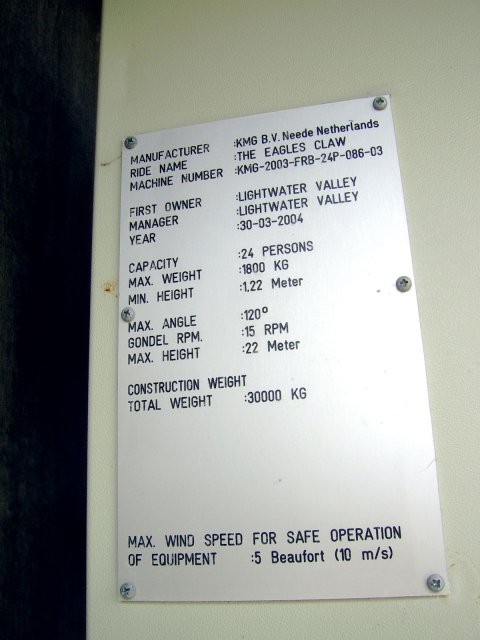 MANUFACTURER :KMG B.V. Neede Netherlands
RIDE NAME :THE EAGLES CLAW
MACHINE NUMBER :KMG-2003-FRB-24P-086-03
FIRST OWNER :LIGHTWATER VALLEY
MANAGER :LIGHTWATER VALLEY
YEAR :30-03-2004
CAPACITY :24 PERSONS
MAX. WEIGHT :1800 KG
MIN. HEIGHT :1,22 Meter
MAX. ANGLE :120º
GONDEL RPM. :15 RPM
MAX. HEIGHT :22 Meter
CONSTRUCTION WEIGHT
TOTAL WEIGHT :30000 KG
MAX. WIND SPEED FOR SAFE OPERATION
OF EQUIPMENT :5 Beaufort (10 m/s)